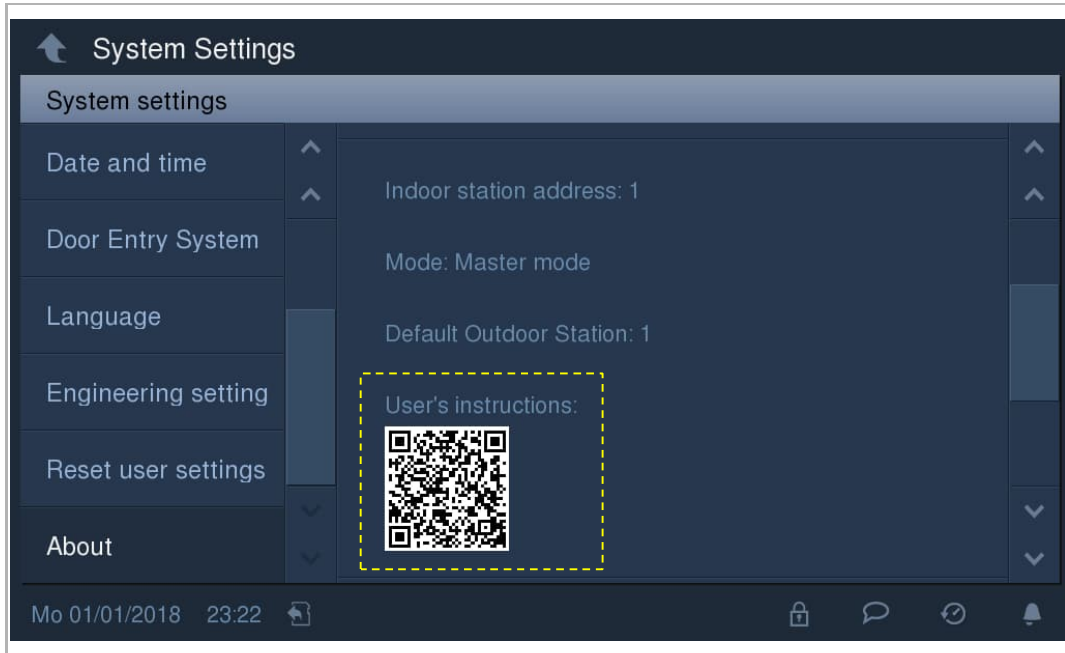 System Settings
System settings
Date and time
Door Entry System
Language
Engineering setting
Reset user settings
About
Indoor station address: 1
Mode: Master mode
Default Outdoor Station: 1
User's instructions:
Mo 01/01/2018 23:22